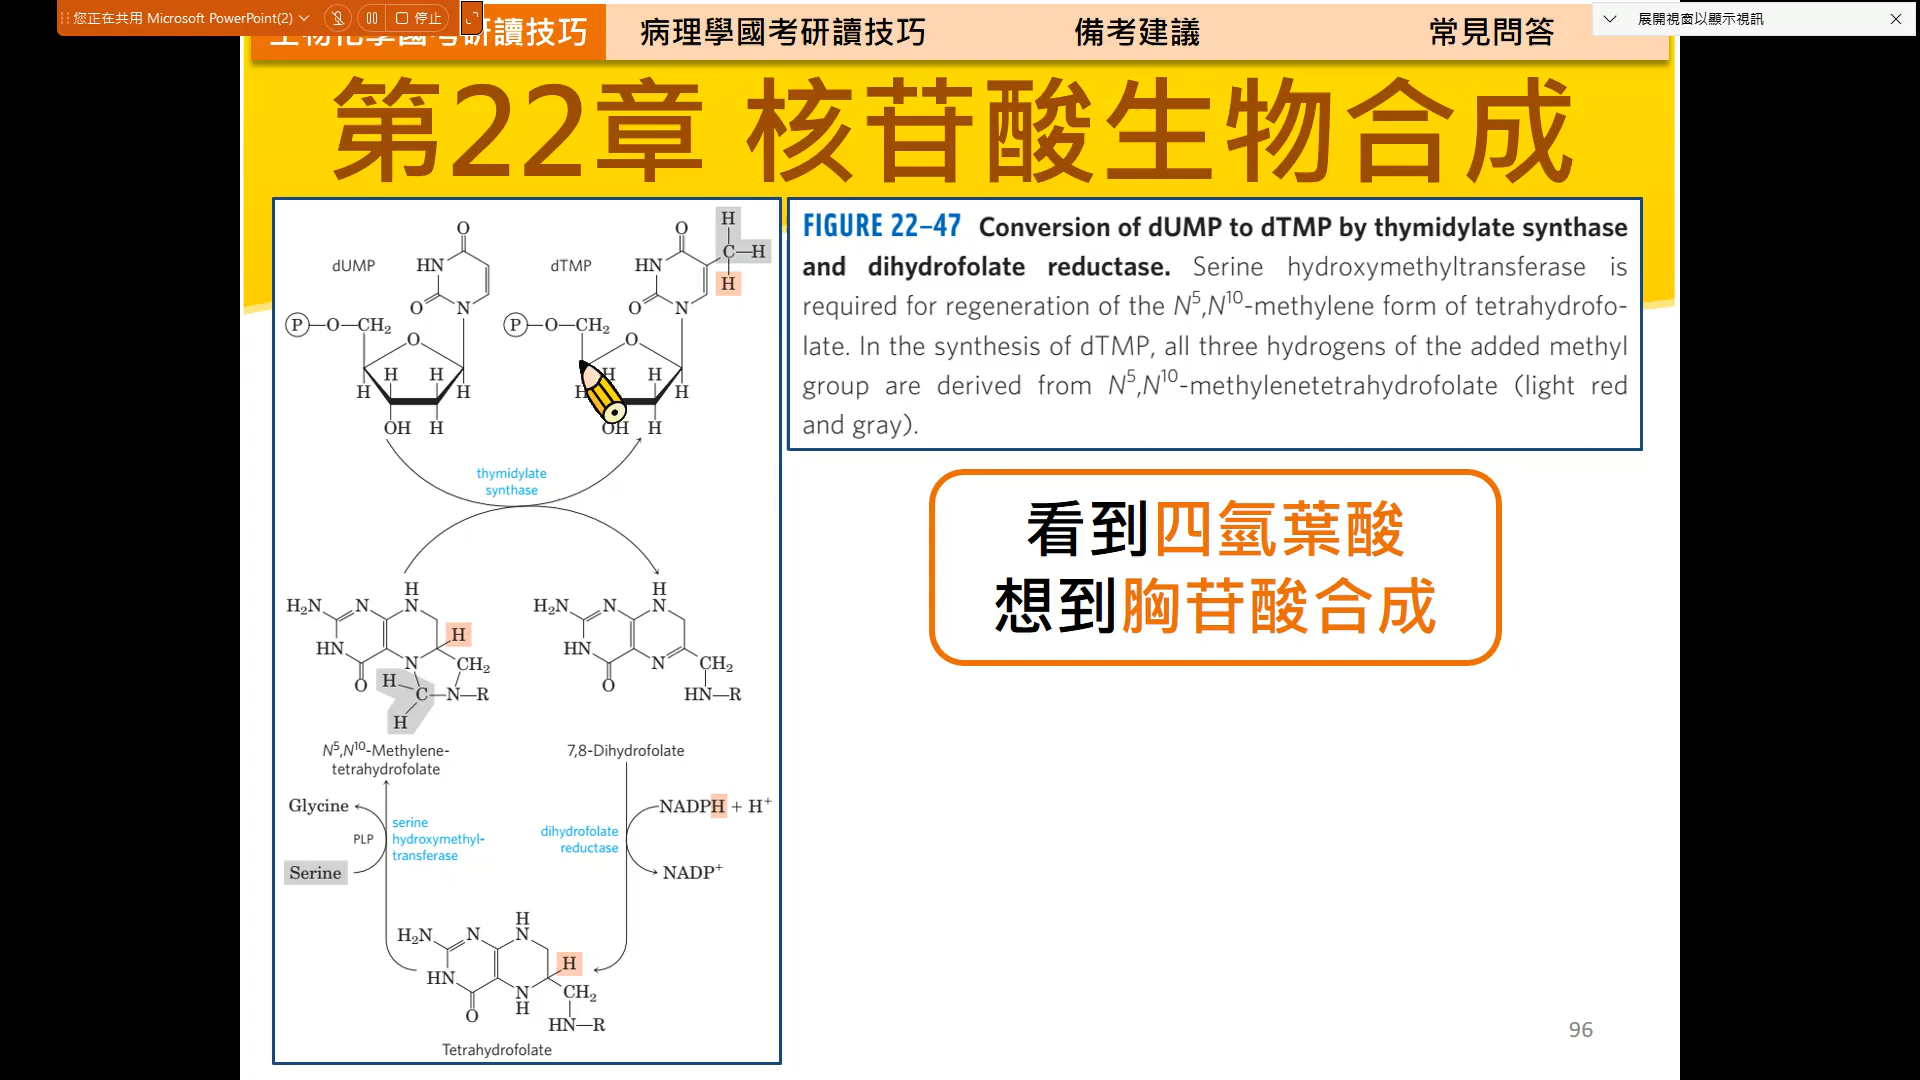 您正在共用 Microsoft PowerPoint(2)
停止
展開視窗以顯示視訊
生物化學國考研讀技巧
病理學國考研讀技巧
備考建議
常見問答
第22章 核苷酸生物合成
dUMP
O
HN
O
N
P—O—CH₂
O
H H
H H
OH H
dTMP
O
H
C—H
H
HN
O
N
P—O—CH₂
O
H H
H H
OH H
thymidylate
synthase
H₂N
N
H
N
HN
H
N
CH₂
O
H
C—N—R
H
N⁵,N¹⁰-Methylene-
tetrahydrofolate
H₂N
N
H
N
HN
N
CH₂
O
HN—R
7,8-Dihydrofolate
Glycine
PLP
Serine
serine
hydroxymethyl-
transferase
dihydrofolate
reductase
NADPH + H⁺
NADP⁺
H₂N
N
H
N
HN
H
N
H
CH₂
O
HN—R
Tetrahydrofolate
FIGURE 22–47 Conversion of dUMP to dTMP by thymidylate synthase
and dihydrofolate reductase. Serine hydroxymethyltransferase is
required for regeneration of the N⁵,N¹⁰-methylene form of tetrahydrofo-
late. In the synthesis of dTMP, all three hydrogens of the added methyl
group are derived from N⁵,N¹⁰-methylenetetrahydrofolate (light red
and gray).
看到四氫葉酸
想到胸苷酸合成
96